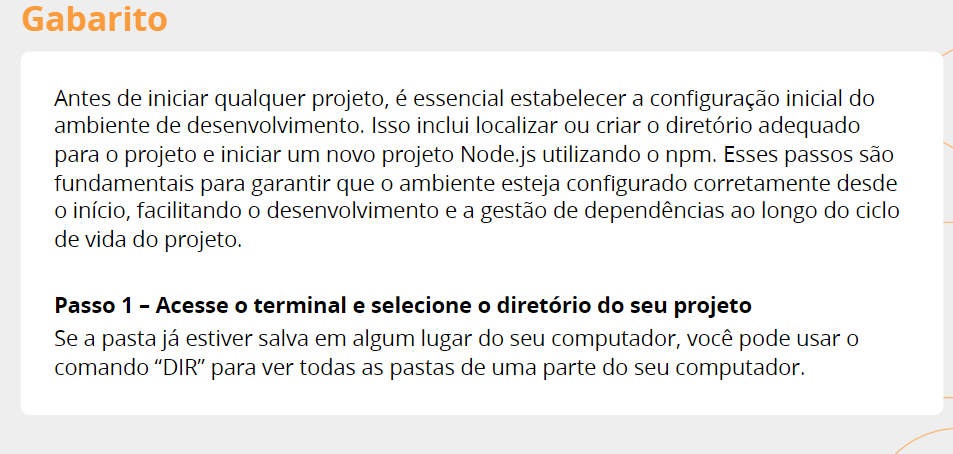 Gabarito
Antes de iniciar qualquer projeto, é essencial estabelecer a configuração inicial do
ambiente de desenvolvimento. Isso inclui localizar ou criar o diretório adequado
para o projeto e iniciar um novo projeto Node.js utilizando o npm. Esses passos são
fundamentais para garantir que o ambiente esteja configurado corretamente desde
o início, facilitando o desenvolvimento e a gestão de dependências ao longo do ciclo
de vida do projeto.
Passo 1 – Acesse o terminal e selecione o diretório do seu projeto
Se a pasta já estiver salva em algum lugar do seu computador, você pode usar o
comando “DIR” para ver todas as pastas de uma parte do seu computador.